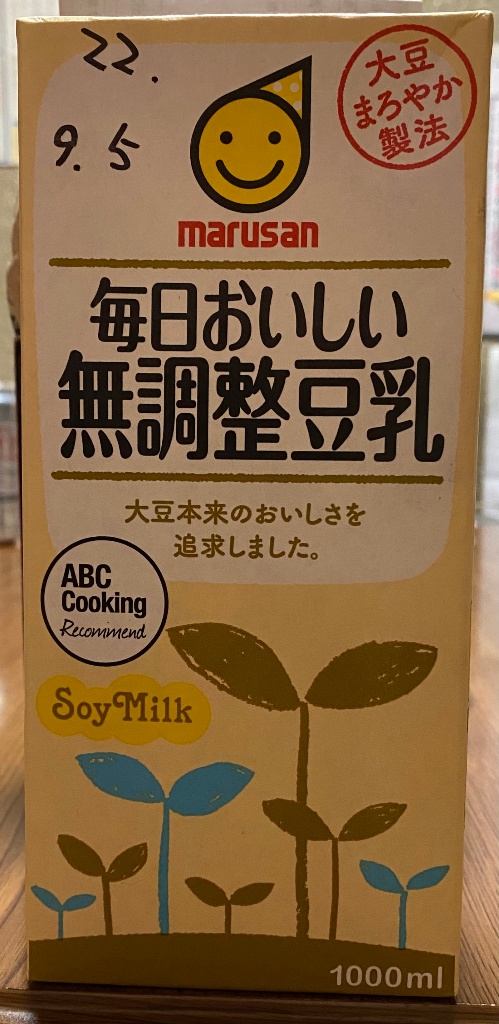 22.
9.5
大豆
まろやか
製法
marusan
毎日おいしい
無調整豆乳
大豆本来のおいしさを
追求しました。
ABC
Cooking
Recommend
Soy Milk
1000ml